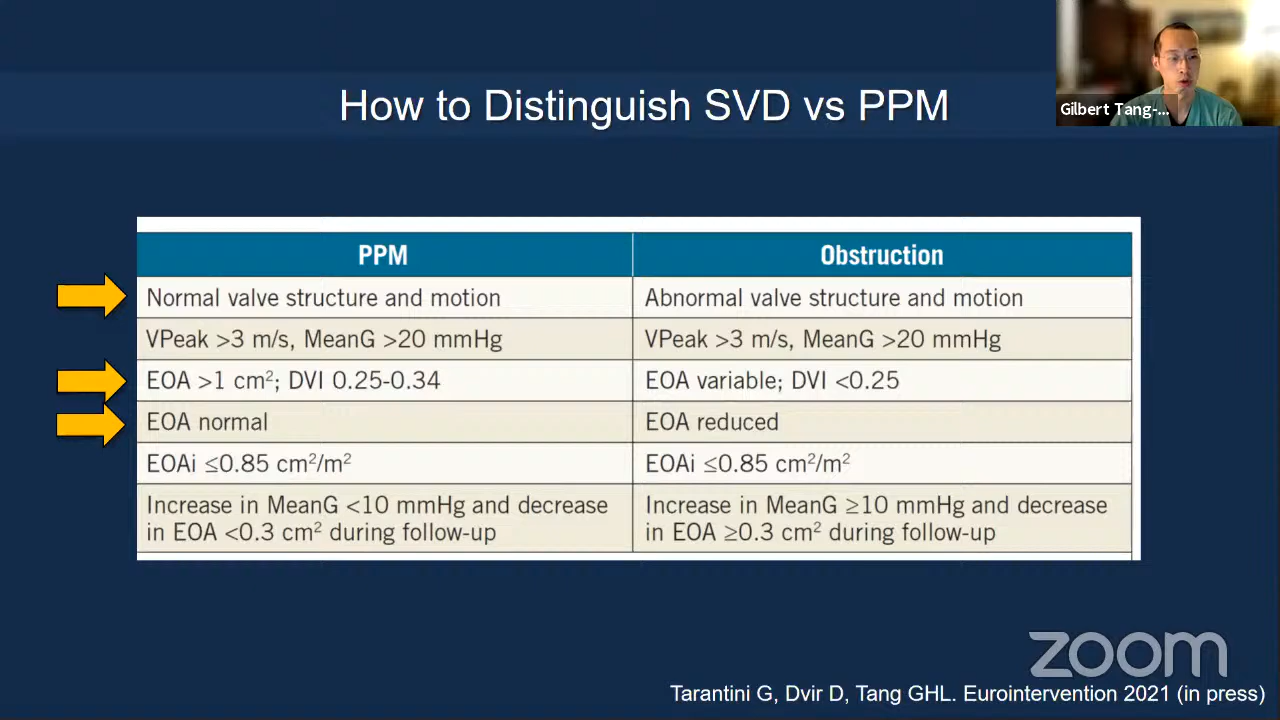 How to Distinguish SVD vs PPM
Gilbert Tang-...
PPM
Obstruction
Normal valve structure and motion
Abnormal valve structure and motion
VPeak >3 m/s, MeanG >20 mmHg
VPeak >3 m/s, MeanG >20 mmHg
EOA >1 cm²; DVI 0.25-0.34
EOA variable; DVI <0.25
EOA normal
EOA reduced
EOAi ≤0.85 cm²/m²
EOAi ≤0.85 cm²/m²
Increase in MeanG <10 mmHg and decrease
in EOA <0.3 cm² during follow-up
Increase in MeanG ≥10 mmHg and decrease
in EOA ≥0.3 cm² during follow-up
zoom
Tarantini G, Dvir D, Tang GHL. Eurointervention 2021 (in press)